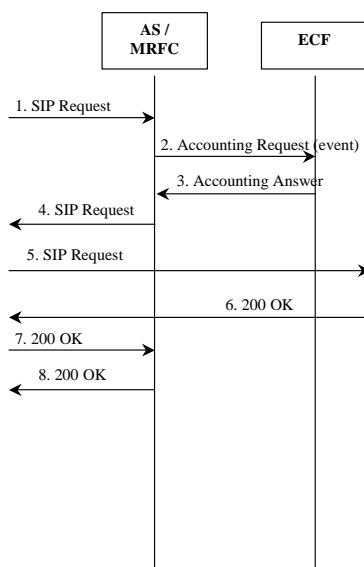 AS /
MRFC
ECF
1. SIP Request
2. Accounting Request (event)
3. Accounting Answer
4. SIP Request
5. SIP Request
6. 200 OK
7. 200 OK
8. 200 OK